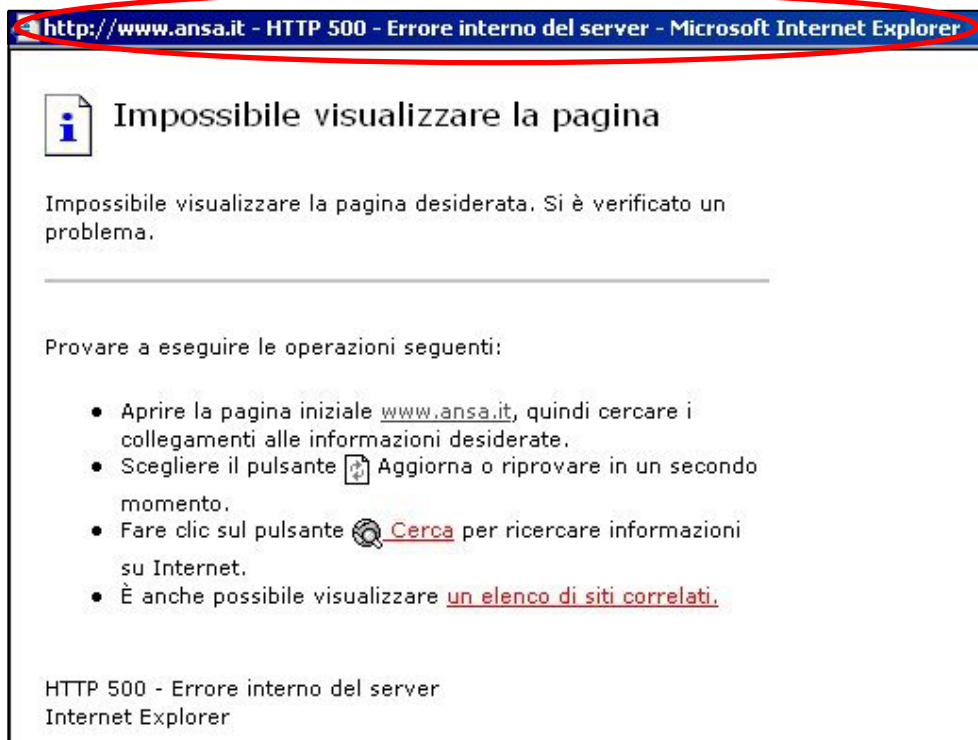 http://www.ansa.it - HTTP 500 - Errore interno del server - Microsoft Internet Explorer
Impossibile visualizzare la pagina
Impossibile visualizzare la pagina desiderata. Si è verificato un
problema.
Provare a eseguire le operazioni seguenti:
● Aprire la pagina iniziale www.ansa.it, quindi cercare i
collegamenti alle informazioni desiderate.
● Scegliere il pulsante Aggiorna o riprovare in un secondo
momento.
● Fare clic sul pulsante Cerca per ricercare informazioni
su Internet.
● È anche possibile visualizzare un elenco di siti correlati.
HTTP 500 - Errore interno del server
Internet Explorer